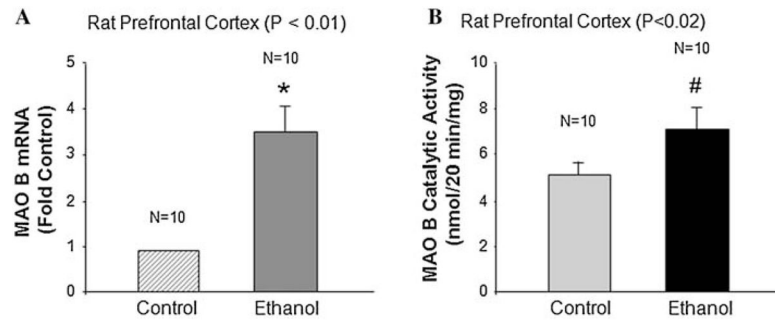 A
Rat Prefrontal Cortex (P < 0.01)
MAO B mRNA
(Fold Control)
5
4
3
2
1
0
N=10
N=10
*
Control
Ethanol
B
Rat Prefrontal Cortex (P<0.02)
MAO B Catalytic Activity
(nmol/20 min/mg)
10
8
6
4
2
0
N=10
N=10
#
Control
Ethanol